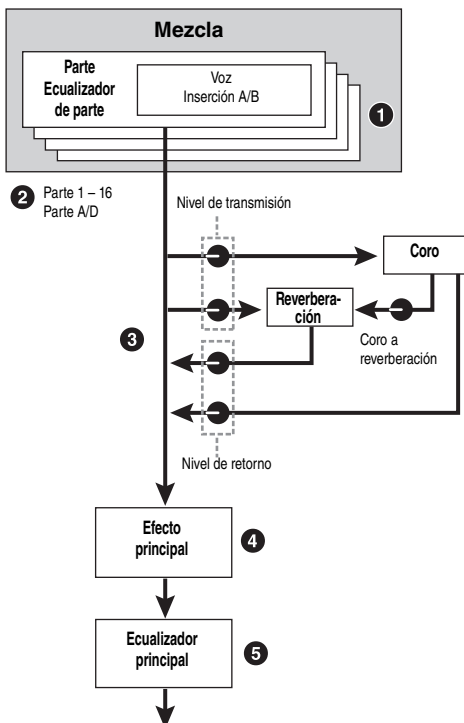 Mezcla
Parte
Ecualizador
de parte
Voz
Inserción A/B
1
2
Parte 1 – 16
Parte A/D
Nivel de transmisión
Coro
Reverbera-
ción
3
Coro a
reverberación
Nivel de retorno
Efecto
principal
4
Ecualizador
principal
5